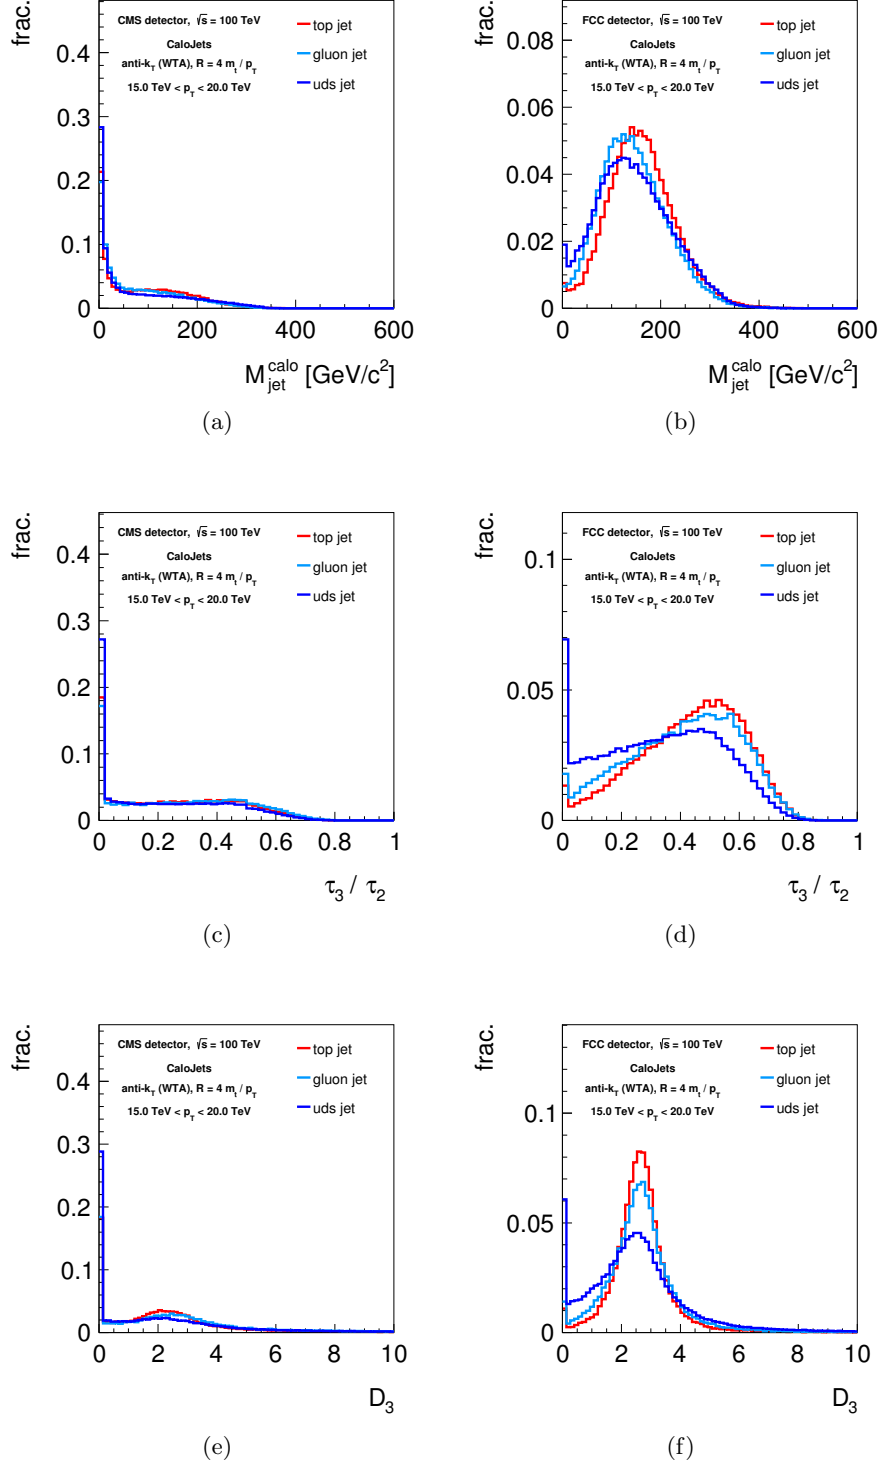 frac.
CMS detector, √s = 100 TeV
CaloJets
anti-k_T (WTA), R = 4 m_t / p_T
15.0 TeV < p_T < 20.0 TeV
top jet
gluon jet
uds jet
0.4
0.3
0.2
0.1
0
0 200 400 600
M_jet^calo [GeV/c²]
(a)
frac.
FCC detector, √s = 100 TeV
CaloJets
anti-k_T (WTA), R = 4 m_t / p_T
15.0 TeV < p_T < 20.0 TeV
top jet
gluon jet
uds jet
0.08
0.06
0.04
0.02
0
0 200 400 600
M_jet^calo [GeV/c²]
(b)
frac.
CMS detector, √s = 100 TeV
CaloJets
anti-k_T (WTA), R = 4 m_t / p_T
15.0 TeV < p_T < 20.0 TeV
top jet
gluon jet
uds jet
0.4
0.3
0.2
0.1
0
0 0.2 0.4 0.6 0.8 1
τ_3 / τ_2
(c)
frac.
FCC detector, √s = 100 TeV
CaloJets
anti-k_T (WTA), R = 4 m_t / p_T
15.0 TeV < p_T < 20.0 TeV
top jet
gluon jet
uds jet
0.1
0.05
0
0 0.2 0.4 0.6 0.8 1
τ_3 / τ_2
(d)
frac.
CMS detector, √s = 100 TeV
CaloJets
anti-k_T (WTA), R = 4 m_t / p_T
15.0 TeV < p_T < 20.0 TeV
top jet
gluon jet
uds jet
0.4
0.3
0.2
0.1
0
0 2 4 6 8 10
D_3
(e)
frac.
FCC detector, √s = 100 TeV
CaloJets
anti-k_T (WTA), R = 4 m_t / p_T
15.0 TeV < p_T < 20.0 TeV
top jet
gluon jet
uds jet
0.1
0.05
0
0 2 4 6 8 10
D_3
(f)